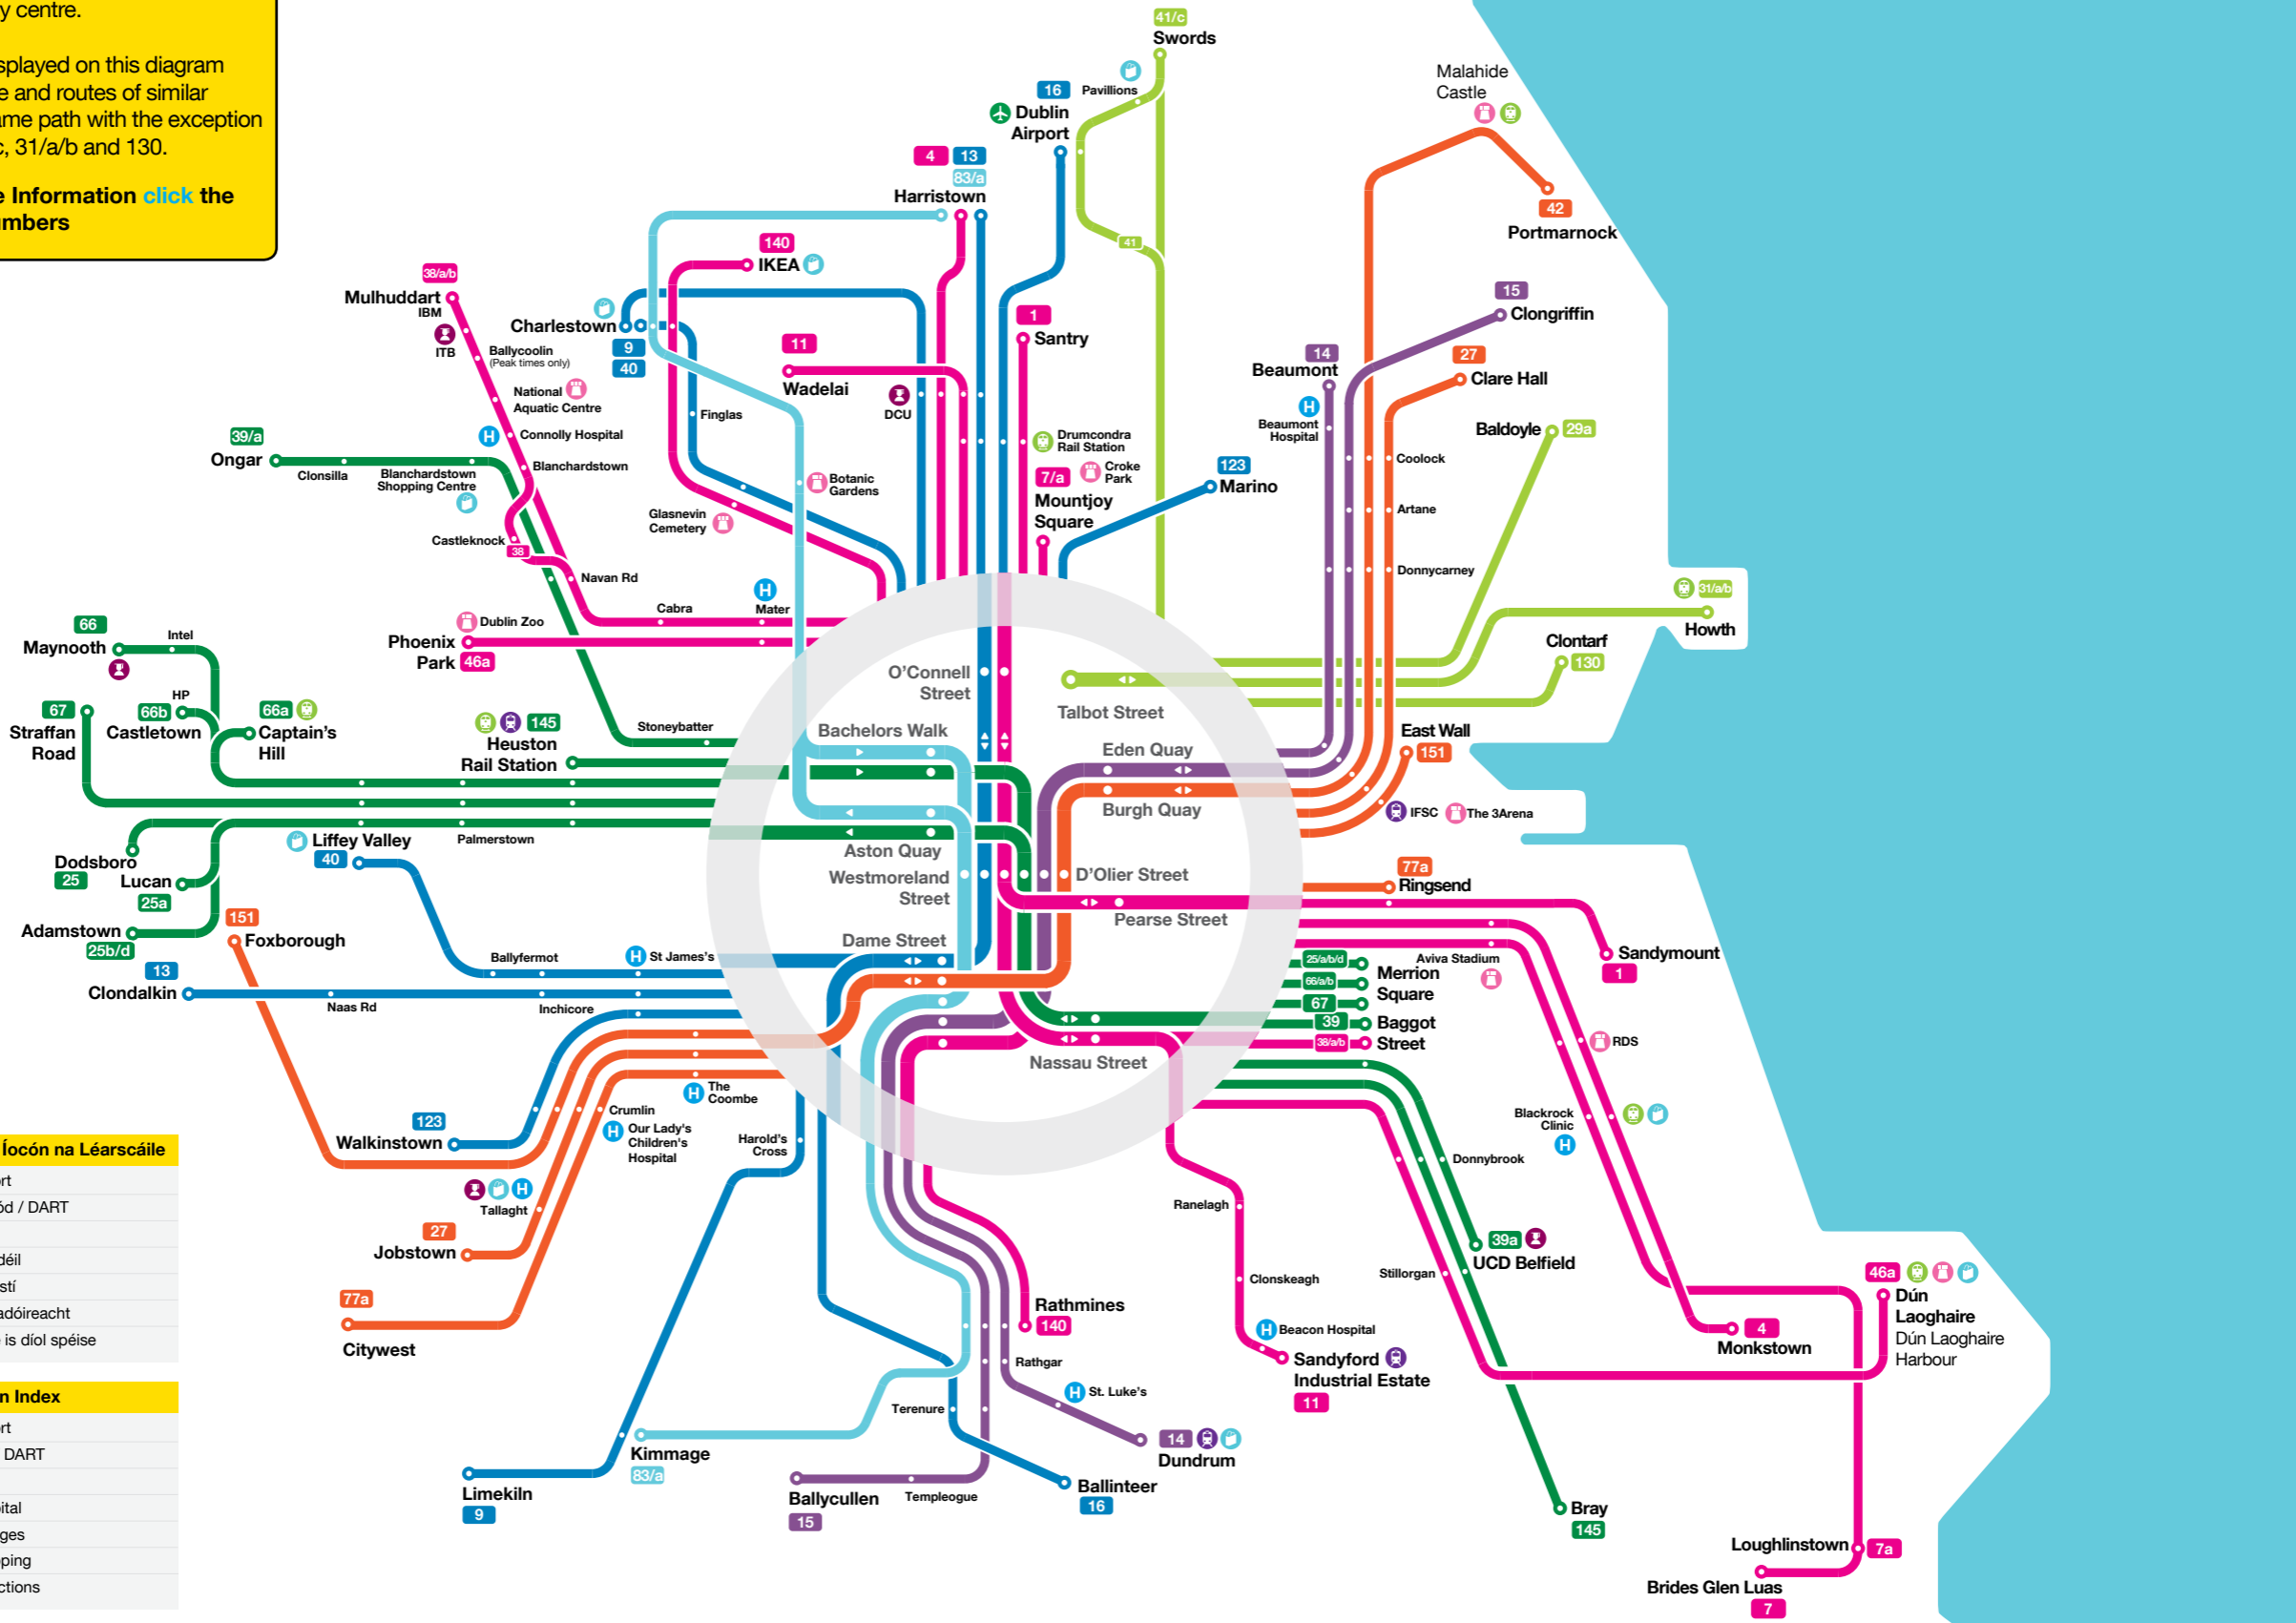 y centre.
splayed on this diagram
e and routes of similar
ame path with the exception
c, 31/a/b and 130.
e Information click the
umbers
41/c
Swords
Pavillions
16
Dublin
Airport
41
4
13
83/a
Harristown
Malahide
Castle
42
Portmarnock
140
IKEA
38/a/b
Mulhuddart
IBM
ITB
Ballycoolin
(Peak times only)
National
Aquatic Centre
Connolly Hospital
Blanchardstown
Charlestown
9
40
Finglas
11
Wadelai
DCU
1
Santry
Drumcondra
Rail Station
7/a
Croke
Park
Mountjoy
Square
15
Clongriffin
14
Beaumont
Beaumont
Hospital
27
Clare Hall
Baldoyle
29a
123
Marino
Coolock
Artane
Donnycarney
39/a
Ongar
Clonsilla
Blanchardstown
Shopping Centre
Castleknock
38
Navan Rd
Botanic
Gardens
Glasnevin
Cemetery
Mater
Cabra
Dublin Zoo
Phoenix
Park
46a
31/a/b
Howth
Clontarf
130
66
Maynooth
Intel
67
Straffan
Road
HP
66b
Castletown
66a
Captain's
Hill
145
Heuston
Rail Station
Stoneybatter
O'Connell
Street
Talbot Street
Bachelors Walk
Eden Quay
Burgh Quay
East Wall
151
IFSC
The 3Arena
Palmerstown
Dodsboro
25
Lucan
25a
Adamstown
25b/d
Liffey Valley
40
Aston Quay
Westmoreland
Street
D'Olier Street
Pearse Street
77a
Ringsend
Sandymount
1
151
Foxborough
13
Clondalkin
Ballyfermot
St James's
Naas Rd
Inchicore
Dame Street
Nassau Street
25/a/b/d
66/a/b
67
Merrion
Square
39
38/a/b
Baggot
Street
Aviva Stadium
RDS
Blackrock
Clinic
Donnybrook
The
Coombe
Crumlin
Our Lady's
Children's
Hospital
123
Walkinstown
Tallaght
27
Jobstown
77a
Citywest
Harold's
Cross
Ranelagh
Clonskeagh
Beacon Hospital
Sandyford
Industrial Estate
11
Stillorgan
39a
UCD Belfield
46a
Dún
Laoghaire
Dún Laoghaire
Harbour
4
Monkstown
Rathmines
140
Rathgar
St. Luke's
14
Dundrum
Terenure
Kimmage
83/a
Limekiln
9
Ballycullen
15
Templeogue
Ballinteer
16
Bray
145
Loughlinstown
7a
Brides Glen Luas
7
Íocón na Léarscáile
rt
ód / DART
déil
stí
adóireacht
is díol spéise
n Index
rt
DART
ital
ges
ping
ctions